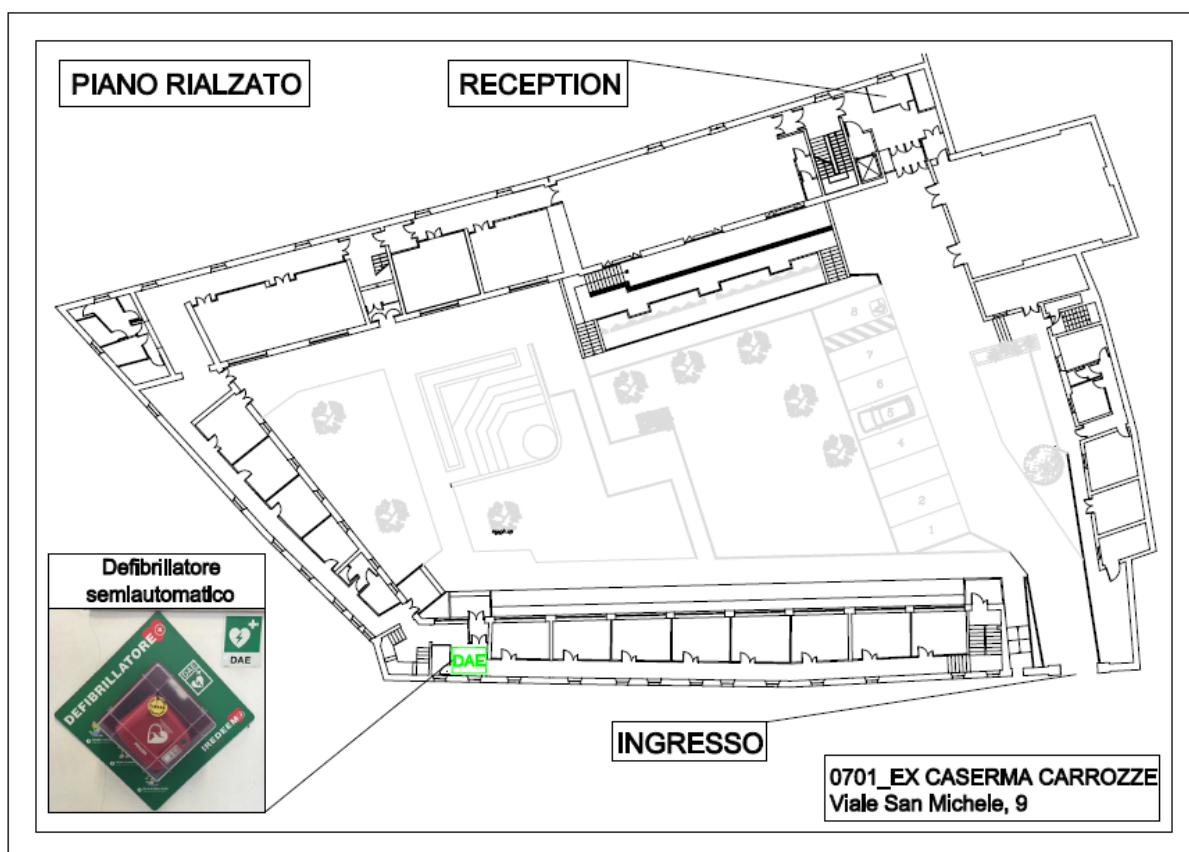 PIANO RIALZATO
RECEPTION
8
7
6
5
4
2
1
Defibrillatore
semiautomatico
DEFIBRILLATORE
DAE
DAE
IREDEEM
DAE
INGRESSO
0701_EX CASERMA CARROZZE
Viale San Michele, 9